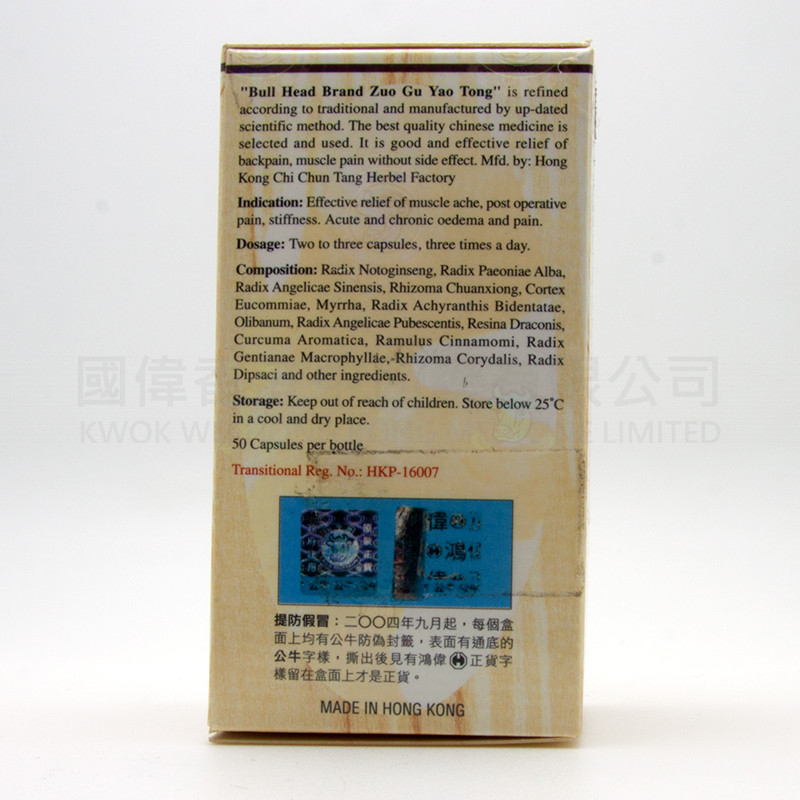 "Bull Head Brand Zuo Gu Yao Tong" is refined
according to traditional and manufactured by up-dated
scientific method. The best quality chinese medicine is
selected and used. It is good and effective relief of
backpain, muscle pain without side effect. Mfd. by: Hong
Kong Chi Chun Tang Herbel Factory
Indication: Effective relief of muscle ache, post operative
pain, stiffness. Acute and chronic oedema and pain.
Dosage: Two to three capsules, three times a day.
Composition: Radix Notoginseng, Radix Paeoniae Alba,
Radix Angelicae Sinensis, Rhizoma Chuanxiong, Cortex
Eucommiae, Myrrha, Radix Achyranthis Bidentatae,
Olibanum, Radix Angelicae Pubescentis, Resina Draconis,
Curcuma Aromatica, Ramulus Cinnamomi, Radix
Gentianae Macrophyllae, Rhizoma Corydalis, Radix
Dipsaci and other ingredients.
Storage: Keep out of reach of children. Store below 25°C
in a cool and dry place.
50 Capsules per bottle
Transitional Reg. No.: HKP-16007
偉
鴻
提防假冒：二〇〇四年九月起，每個盒
面上均有公牛防偽封籤，表面有通底的
公牛字樣，撕出後見有鴻偉正貨字
樣留在盒面上才是正貨。
MADE IN HONG KONG
國偉 限公司
KWOK LIMITED